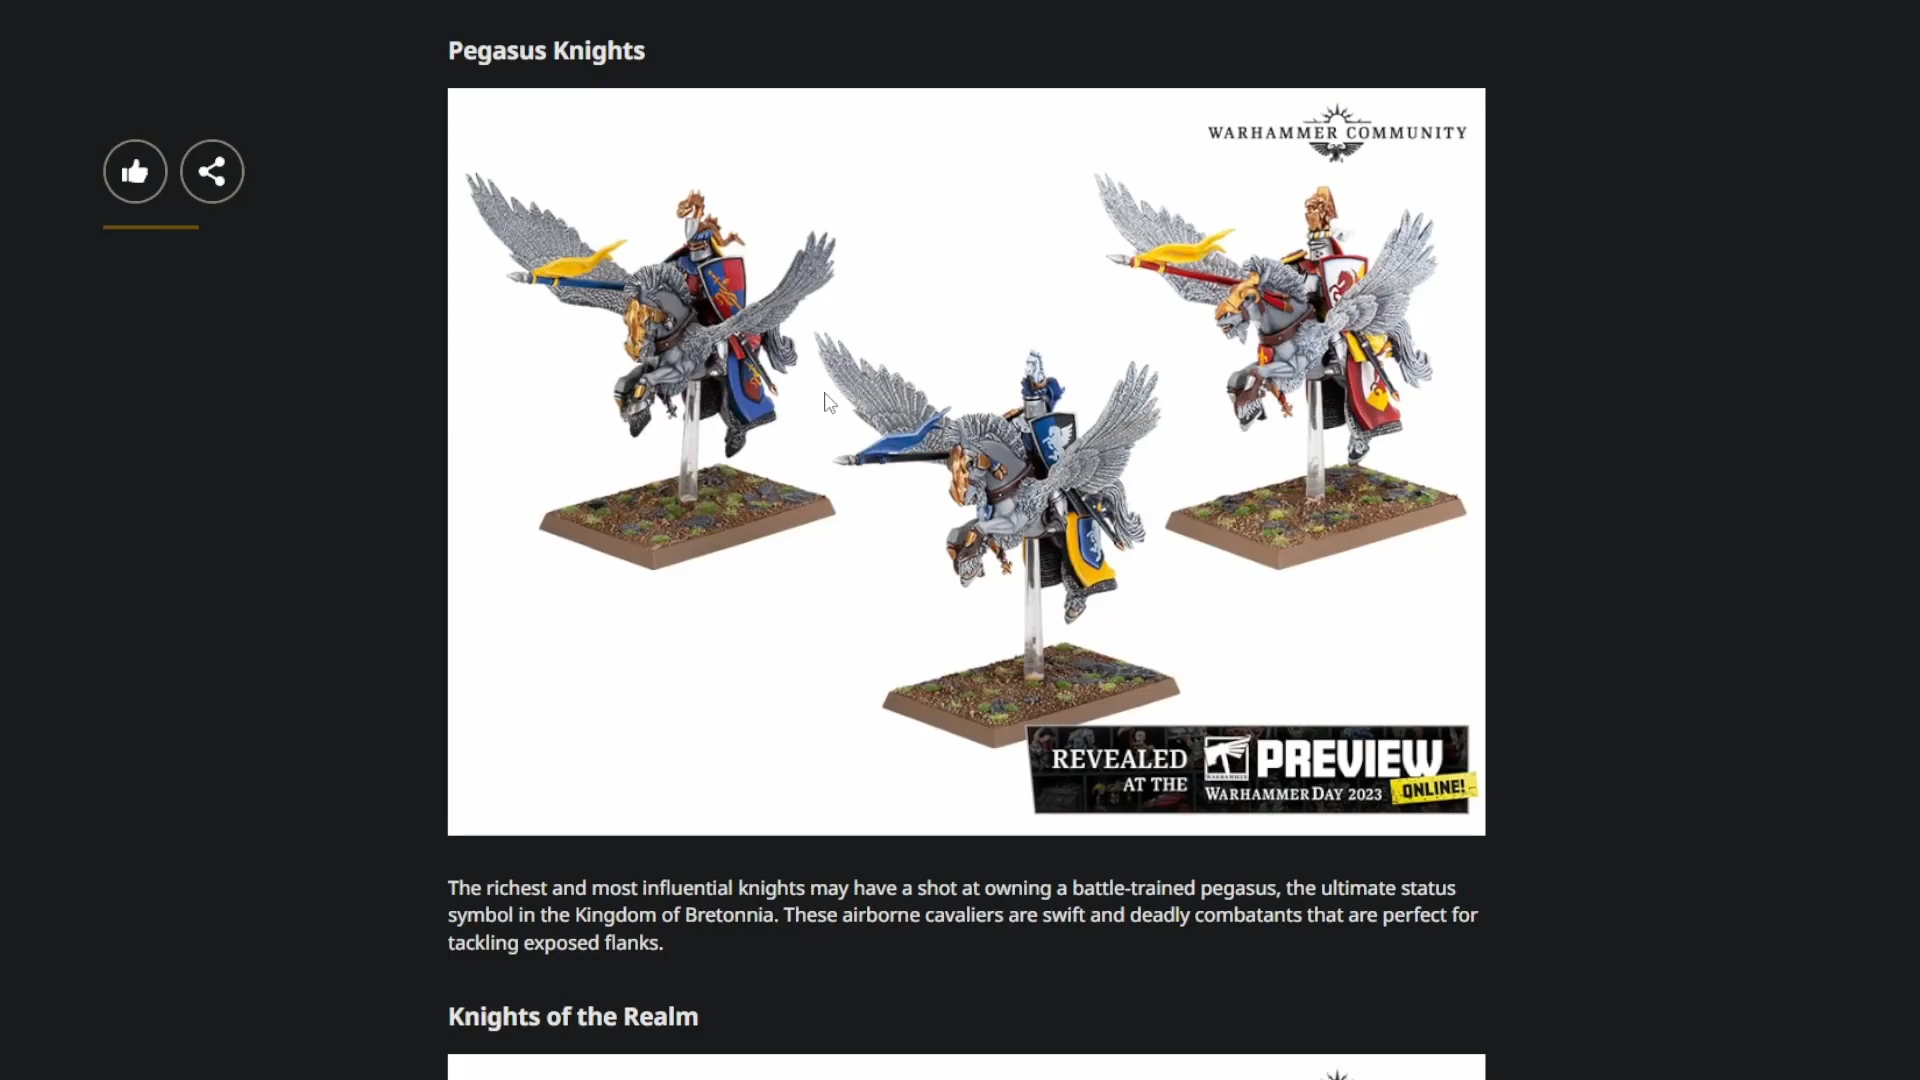 Pegasus Knights
WARHAMMER COMMUNITY
REVEALED
AT THE
PREVIEW
WARHAMMER DAY 2023
ONLINE!
The richest and most influential knights may have a shot at owning a battle-trained pegasus, the ultimate status
symbol in the Kingdom of Bretonnia. These airborne cavaliers are swift and deadly combatants that are perfect for
tackling exposed flanks.
Knights of the Realm